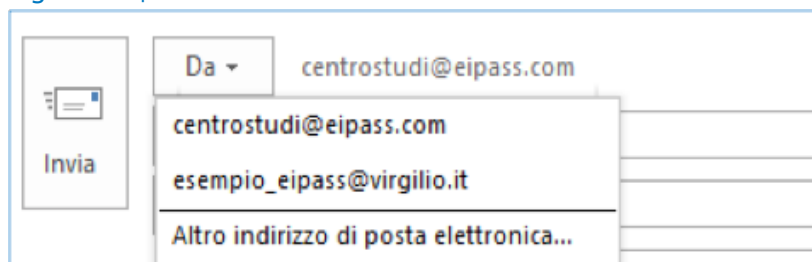 Da
centrostudi@eipass.com
Invia
centrostudi@eipass.com
esempio_eipass@virgilio.it
Altro indirizzo di posta elettronica...